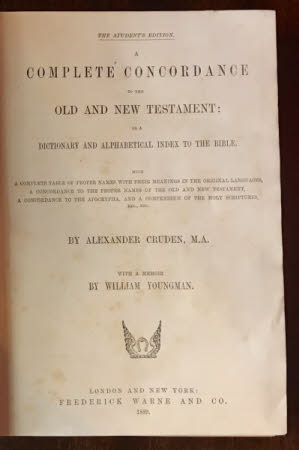 THE STUDENT'S EDITION.
A
COMPLETE CONCORDANCE
TO THE
OLD AND NEW TESTAMENT:
OR A
DICTIONARY AND ALPHABETICAL INDEX TO THE BIBLE.
WITH
A COMPLETE TABLE OF PROPER NAMES WITH THEIR MEANINGS IN THE ORIGINAL LANGUAGES,
A CONCORDANCE TO THE PROPER NAMES OF THE OLD AND NEW TESTAMENT,
A CONCORDANCE TO THE APOCRYPHA, AND A COMPENDIUM OF THE HOLY SCRIPTURES,
ETC., ETC.
BY ALEXANDER CRUDEN, M.A.
WITH A MEMOIR
BY WILLIAM YOUNGMAN.
LONDON AND NEW YORK:
FREDERICK WARNE AND CO.
1889.